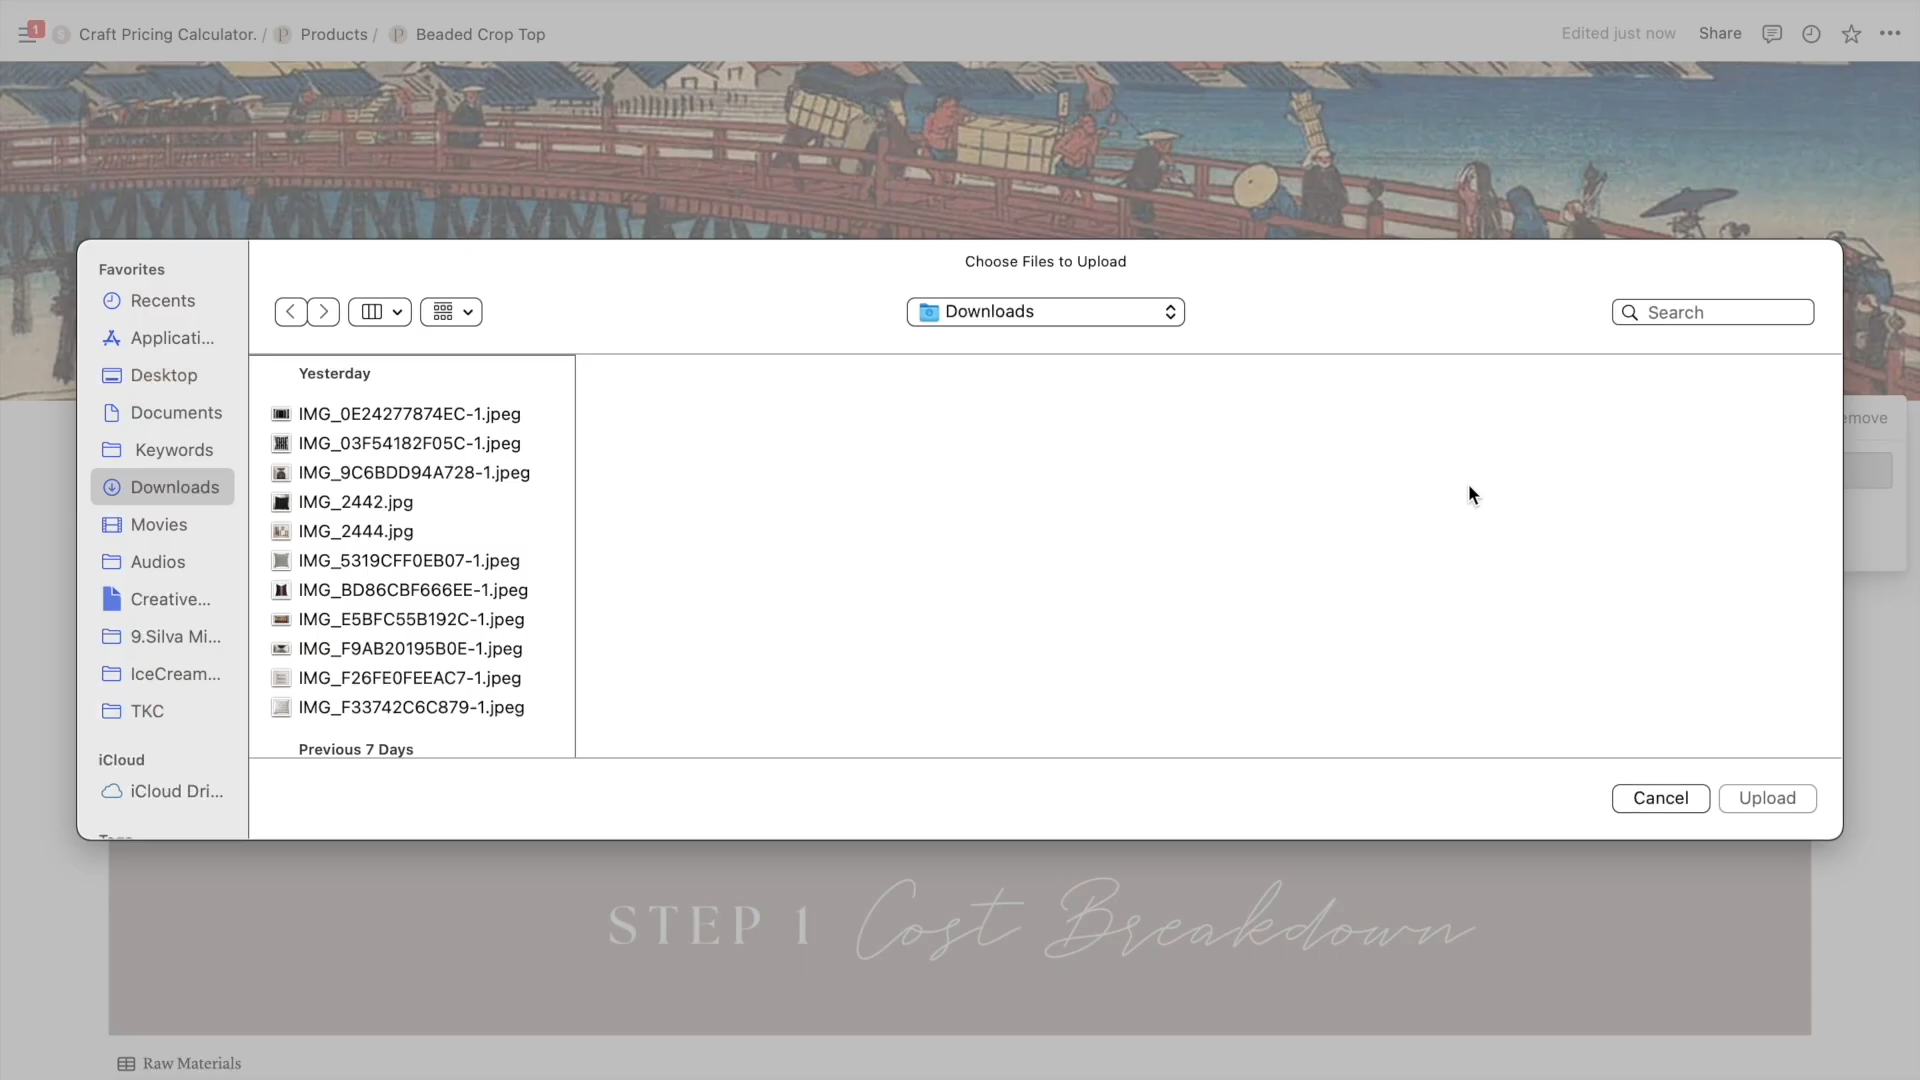 1
S Craft Pricing Calculator. / P Products / P Beaded Crop Top
Edited just now Share
Choose Files to Upload
Favorites
Recents
Applicati...
Desktop
Documents
Keywords
Downloads
Movies
Audios
Creative...
9.Silva Mi...
IceCream...
TKC
iCloud
iCloud Dri...
Downloads
Search
Yesterday
IMG_0E24277874EC-1.jpeg
IMG_03F54182F05C-1.jpeg
IMG_9C6BDD94A728-1.jpeg
IMG_2442.jpg
IMG_2444.jpg
IMG_5319CFF0EB07-1.jpeg
IMG_BD86CBF666EE-1.jpeg
IMG_E5BFC55B192C-1.jpeg
IMG_F9AB20195B0E-1.jpeg
IMG_F26FE0FEEAC7-1.jpeg
IMG_F33742C6C879-1.jpeg
Previous 7 Days
emove
Cancel Upload
STEP 1 Cost Breakdown
Raw Materials